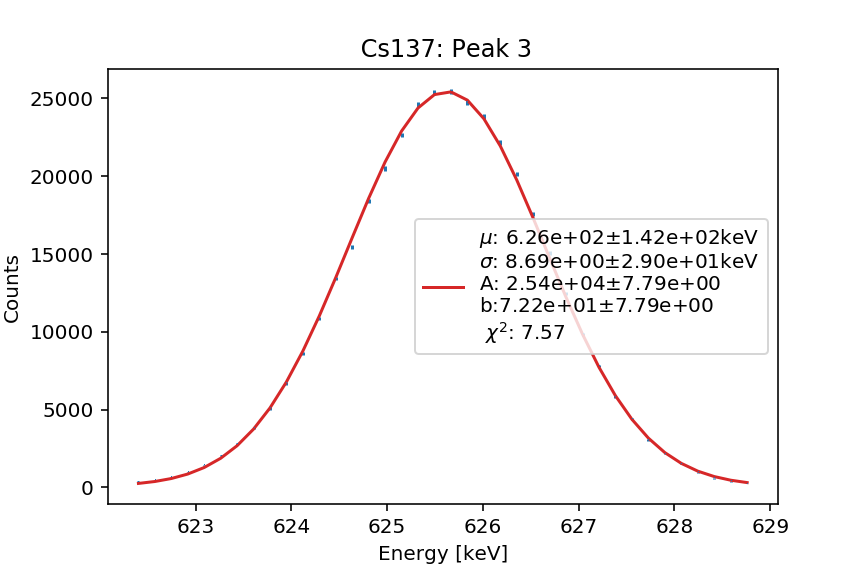 Cs137: Peak 3
Counts
25000
20000
15000
10000
5000
0
μ: 6.26e+02±1.42e+02keV
σ: 8.69e+00±2.90e+01keV
A: 2.54e+04±7.79e+00
b:7.22e+01±7.79e+00
χ²: 7.57
623 624 625 626 627 628 629
Energy [keV]